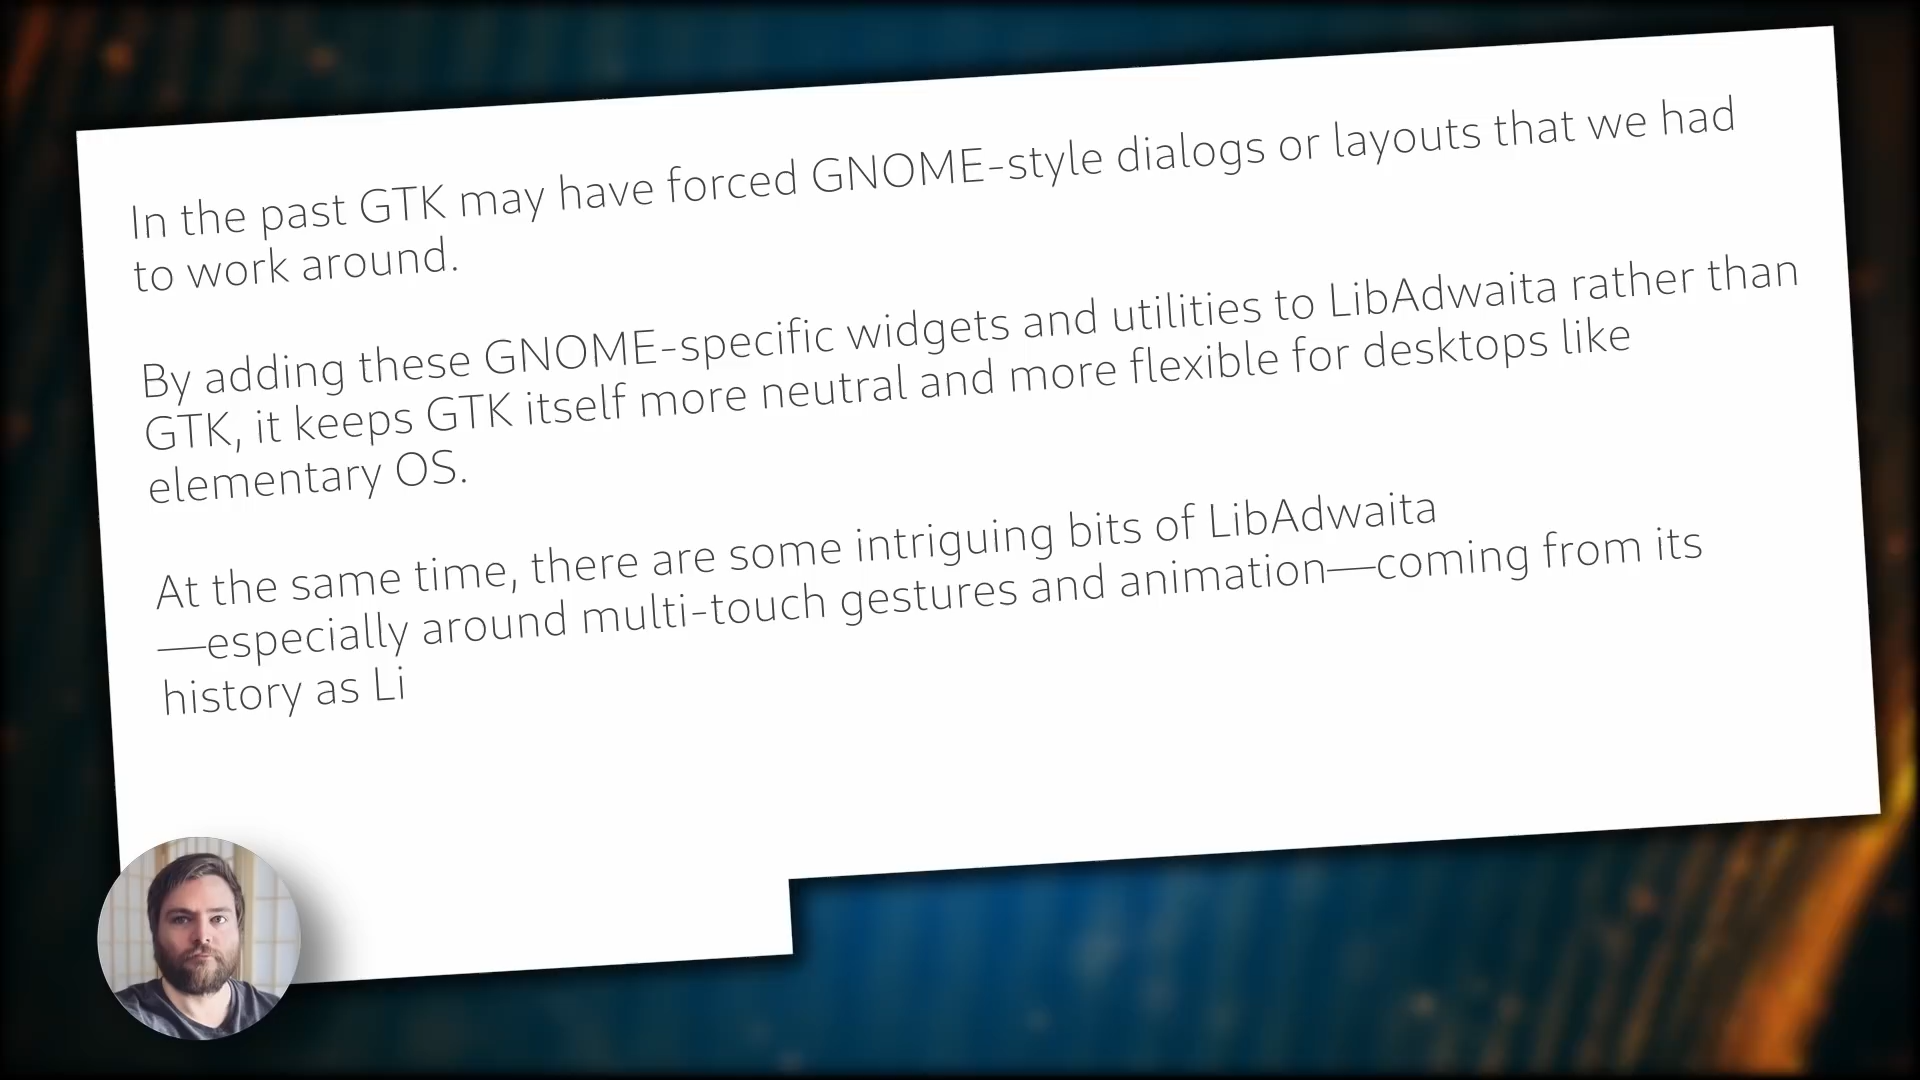 In the past GTK may have forced GNOME-style dialogs or layouts that we had
to work around.
By adding these GNOME-specific widgets and utilities to LibAdwaita rather than
GTK, it keeps GTK itself more neutral and more flexible for desktops like
elementary OS.
At the same time, there are some intriguing bits of LibAdwaita
—especially around multi-touch gestures and animation—coming from its
history as Li